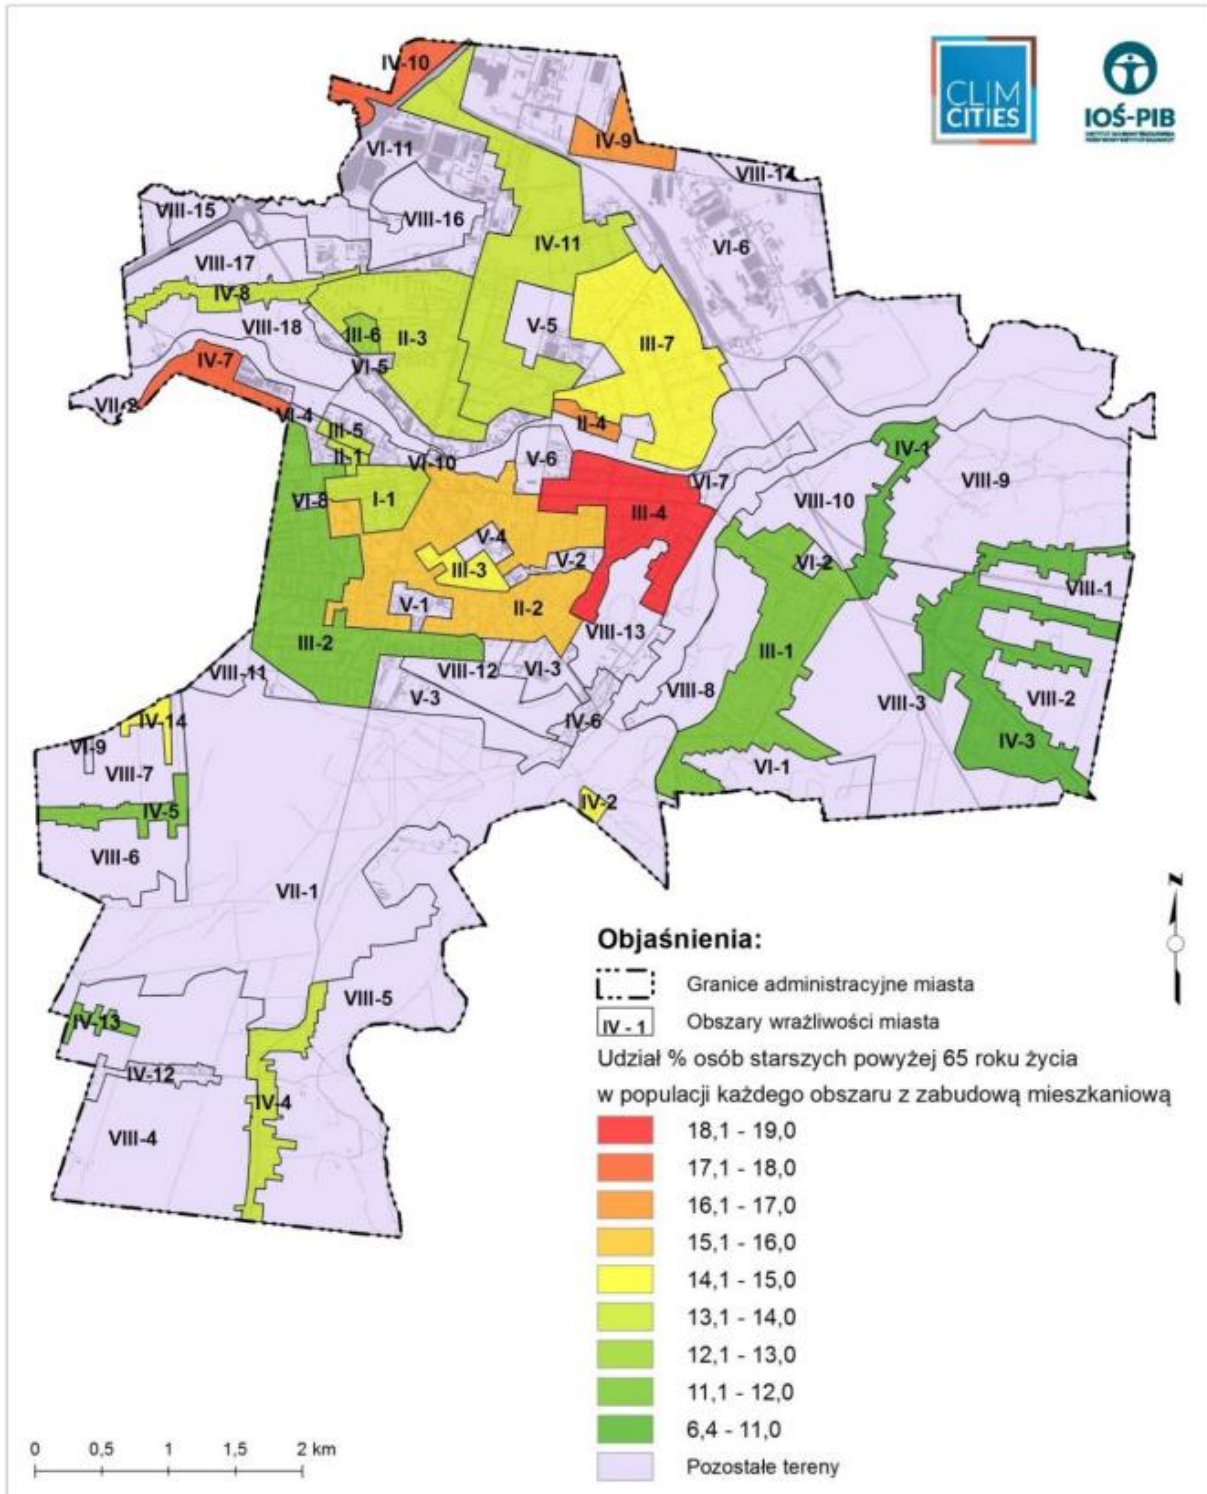 CLIM
CITIES
IOŚ-PIB
IV-10
IV-9
VI-11
VIII-14
VIII-15
VIII-16
VI-6
IV-11
VIII-17
IV-8
V-5
VIII-18
III-6
II-3
III-7
IV-7
VI-5
VII-2
VI-4
II-4
III-5
II-1
VI-10
V-6
IV-1
VI-7
VIII-9
VI-8
I-1
VIII-10
III-4
V-4
V-2
VI-2
III-3
VIII-1
V-1
II-2
VIII-13
III-2
III-1
VIII-11
VIII-12
VI-3
VIII-8
VIII-2
V-3
VIII-3
IV-14
IV-6
IV-3
VI-9
VIII-7
VI-1
IV-2
IV-5
VIII-6
VII-1
VIII-5
IV-13
IV-12
IV-4
VIII-4
N
Objaśnienia:
Granice administracyjne miasta
IV - 1 Obszary wrażliwości miasta
Udział % osób starszych powyżej 65 roku życia
w populacji każdego obszaru z zabudową mieszkaniową
18,1 - 19,0
17,1 - 18,0
16,1 - 17,0
15,1 - 16,0
14,1 - 15,0
13,1 - 14,0
12,1 - 13,0
11,1 - 12,0
6,4 - 11,0
Pozostałe tereny
0 0,5 1 1,5 2 km